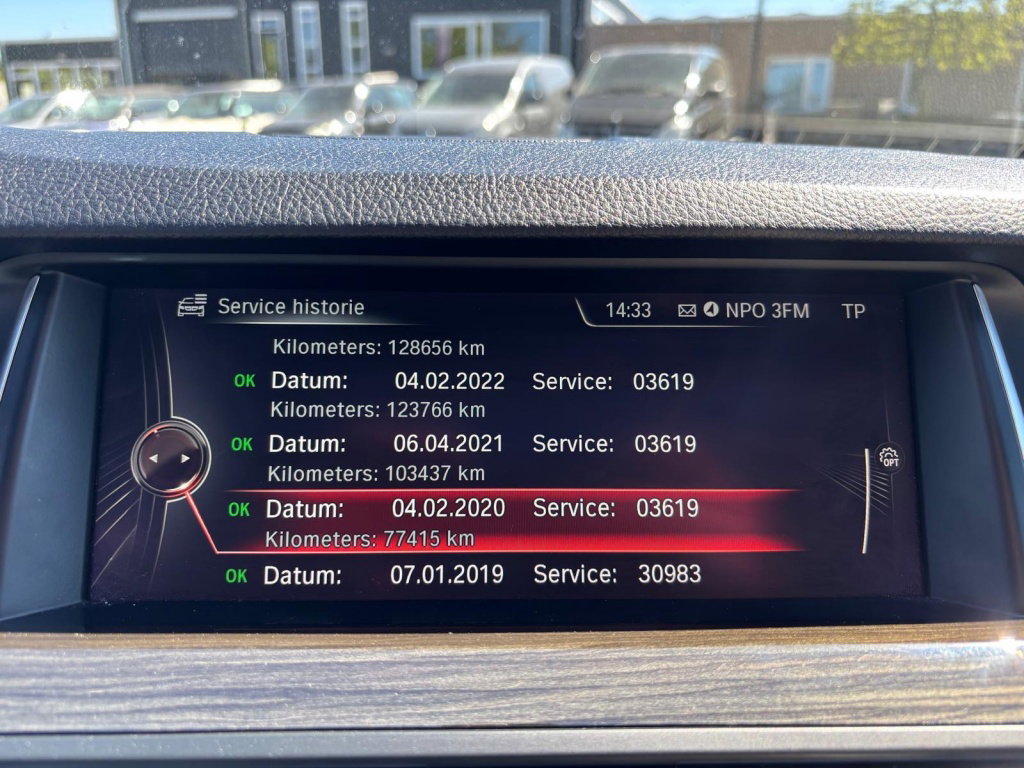 Service historie 14:33 NPO 3FM TP
Kilometers: 128656 km
OK Datum: 04.02.2022 Service: 03619
Kilometers: 123766 km
OK Datum: 06.04.2021 Service: 03619
Kilometers: 103437 km
OPT
OK Datum: 04.02.2020 Service: 03619
Kilometers: 77415 km
OK Datum: 07.01.2019 Service: 30983